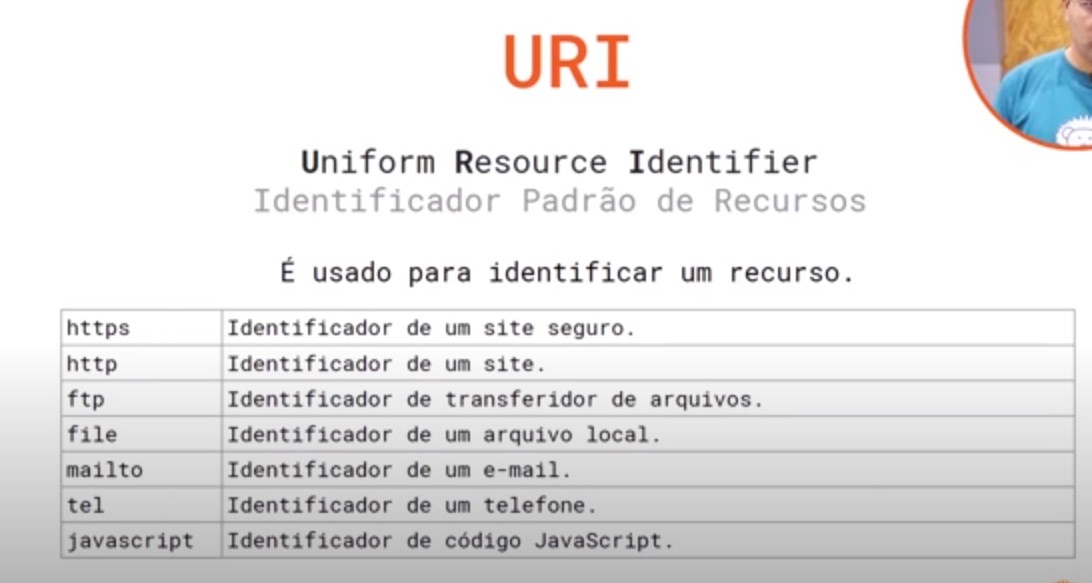 URI
Uniform Resource Identifier
Identificador Padrão de Recursos
É usado para identificar um recurso.
https Identificador de um site seguro.
http Identificador de um site.
ftp Identificador de transferidor de arquivos.
file Identificador de um arquivo local.
mailto Identificador de um e-mail.
tel Identificador de um telefone.
javascript Identificador de código JavaScript.